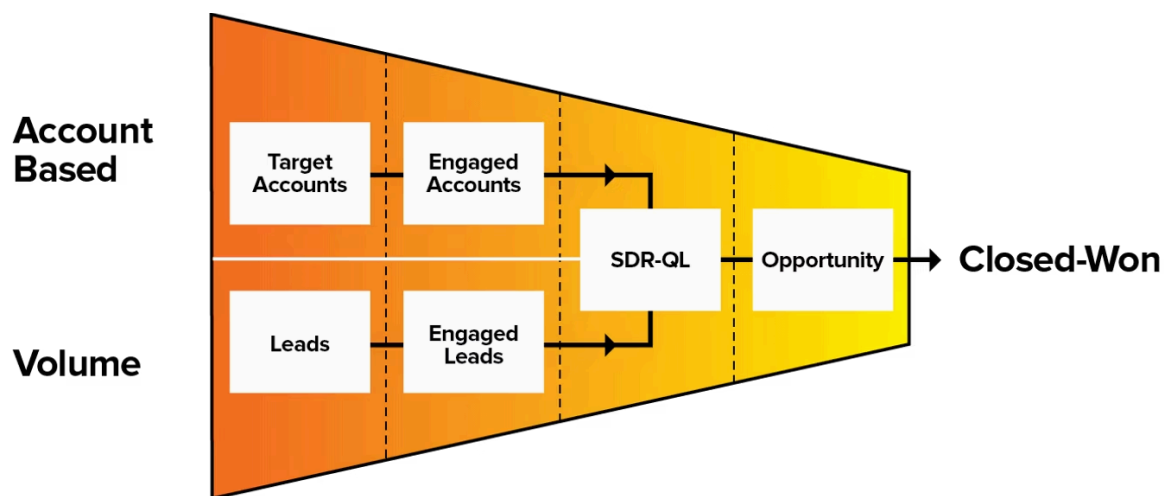 Account
Based
Target
Accounts
Engaged
Accounts
SDR-QL
Opportunity
Closed-Won
Volume
Leads
Engaged
Leads